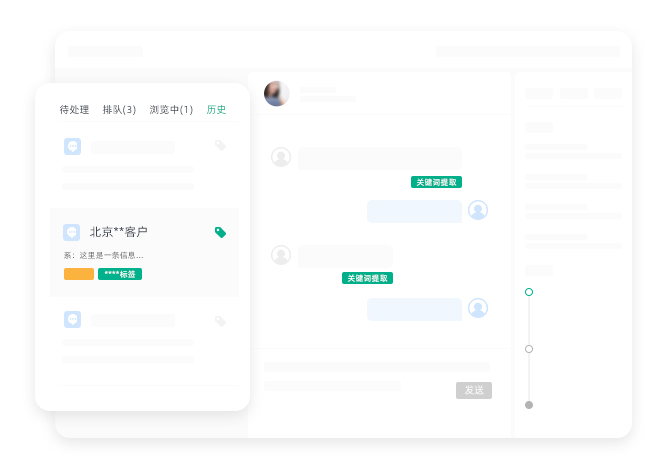 待处理 排队(3) 浏览中(1) 历史
北京**客户
系：这里是一条信息...
****标签
关键词提取
关键词提取
发送